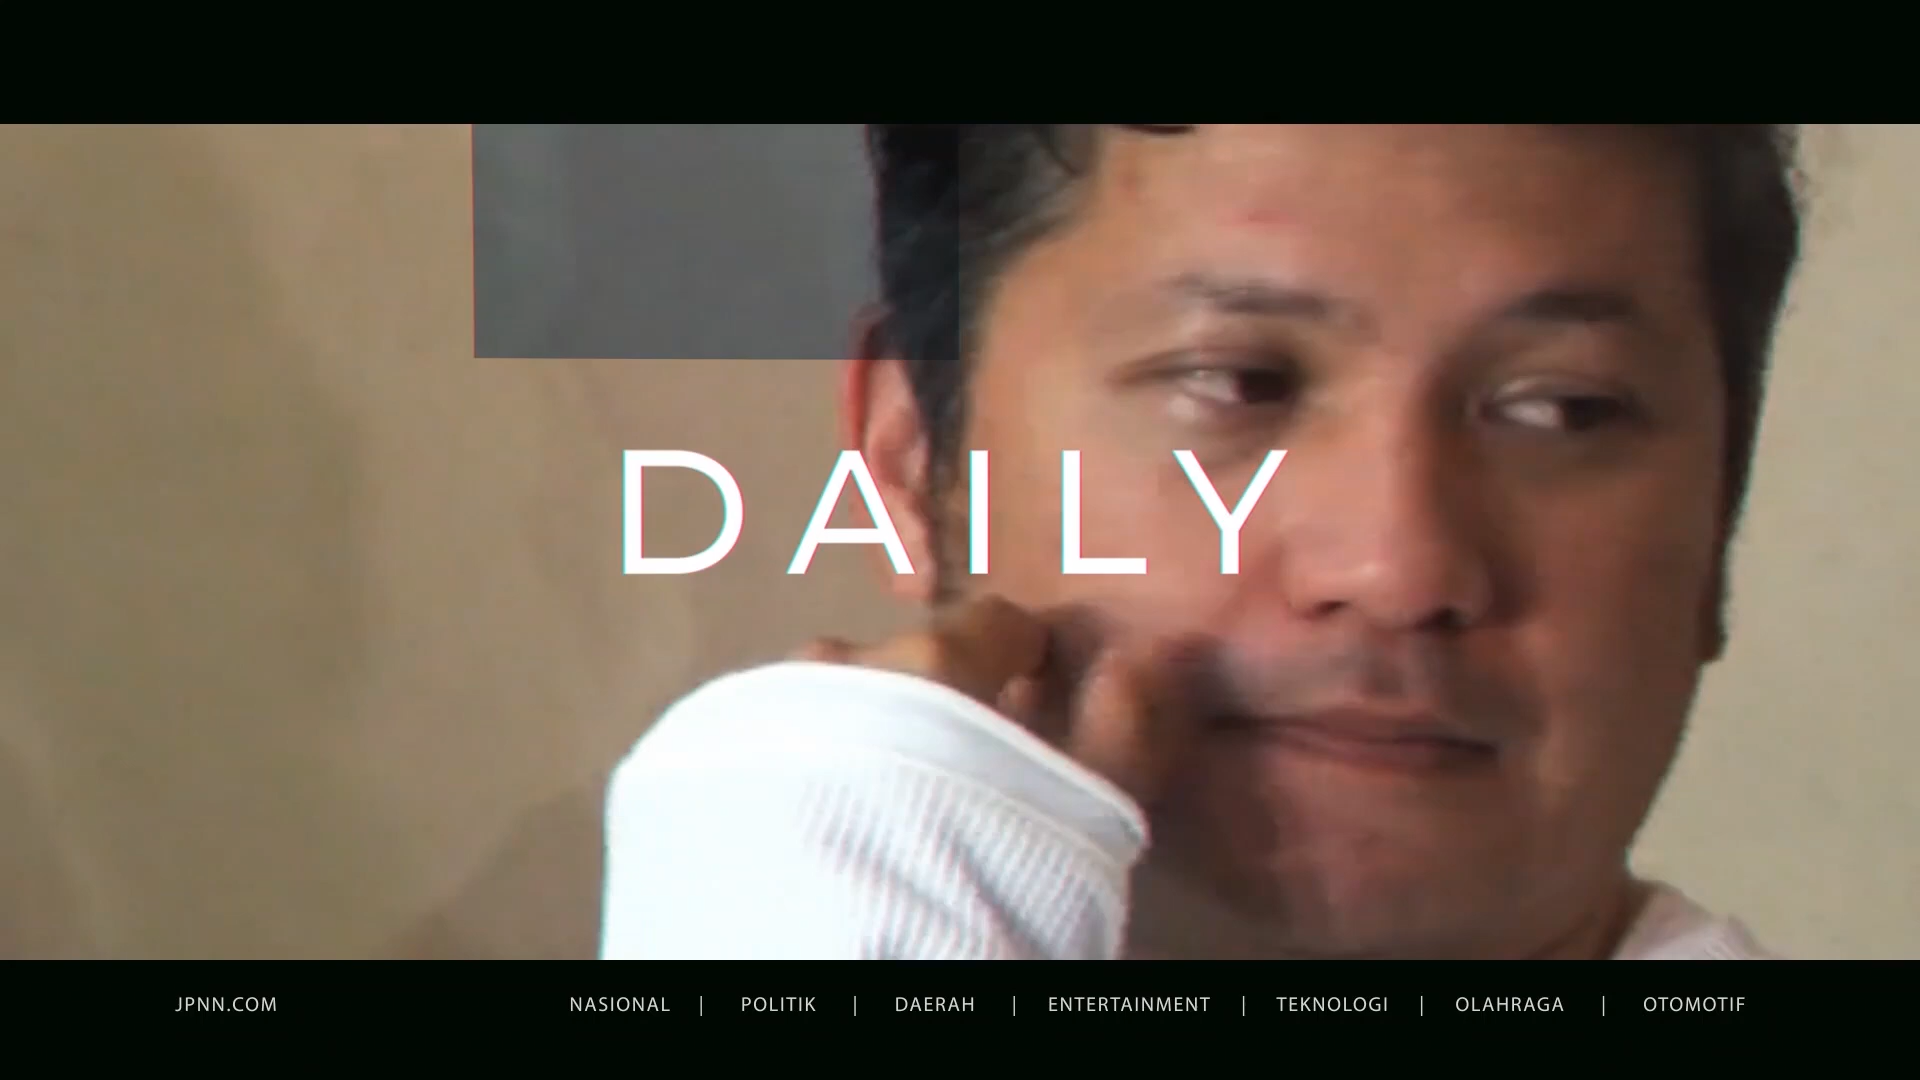 DAILY
JPNN.COM NASIONAL | POLITIK | DAERAH | ENTERTAINMENT | TEKNOLOGI | OLAHRAGA | OTOMOTIF